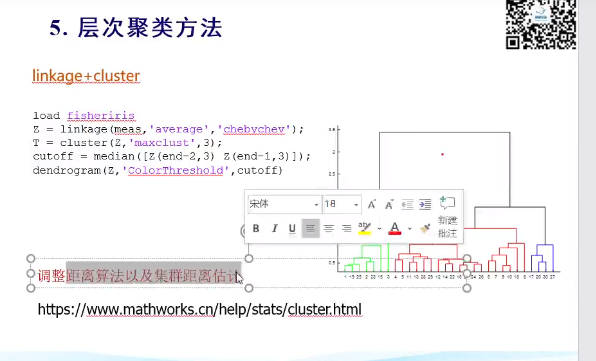 5. 层次聚类方法
linkage+cluster
load fisheriris
Z = linkage(meas,'average','chebychev');
T = cluster(Z,'maxclust',3);
cutoff = median([Z(end-2,3) Z(end-1,3)]);
dendrogram(Z,'ColorThreshold',cutoff)
宋体 18
B I U
新建
批注
调整距离算法以及集群距离估计
https://www.mathworks.cn/help/stats/cluster.html